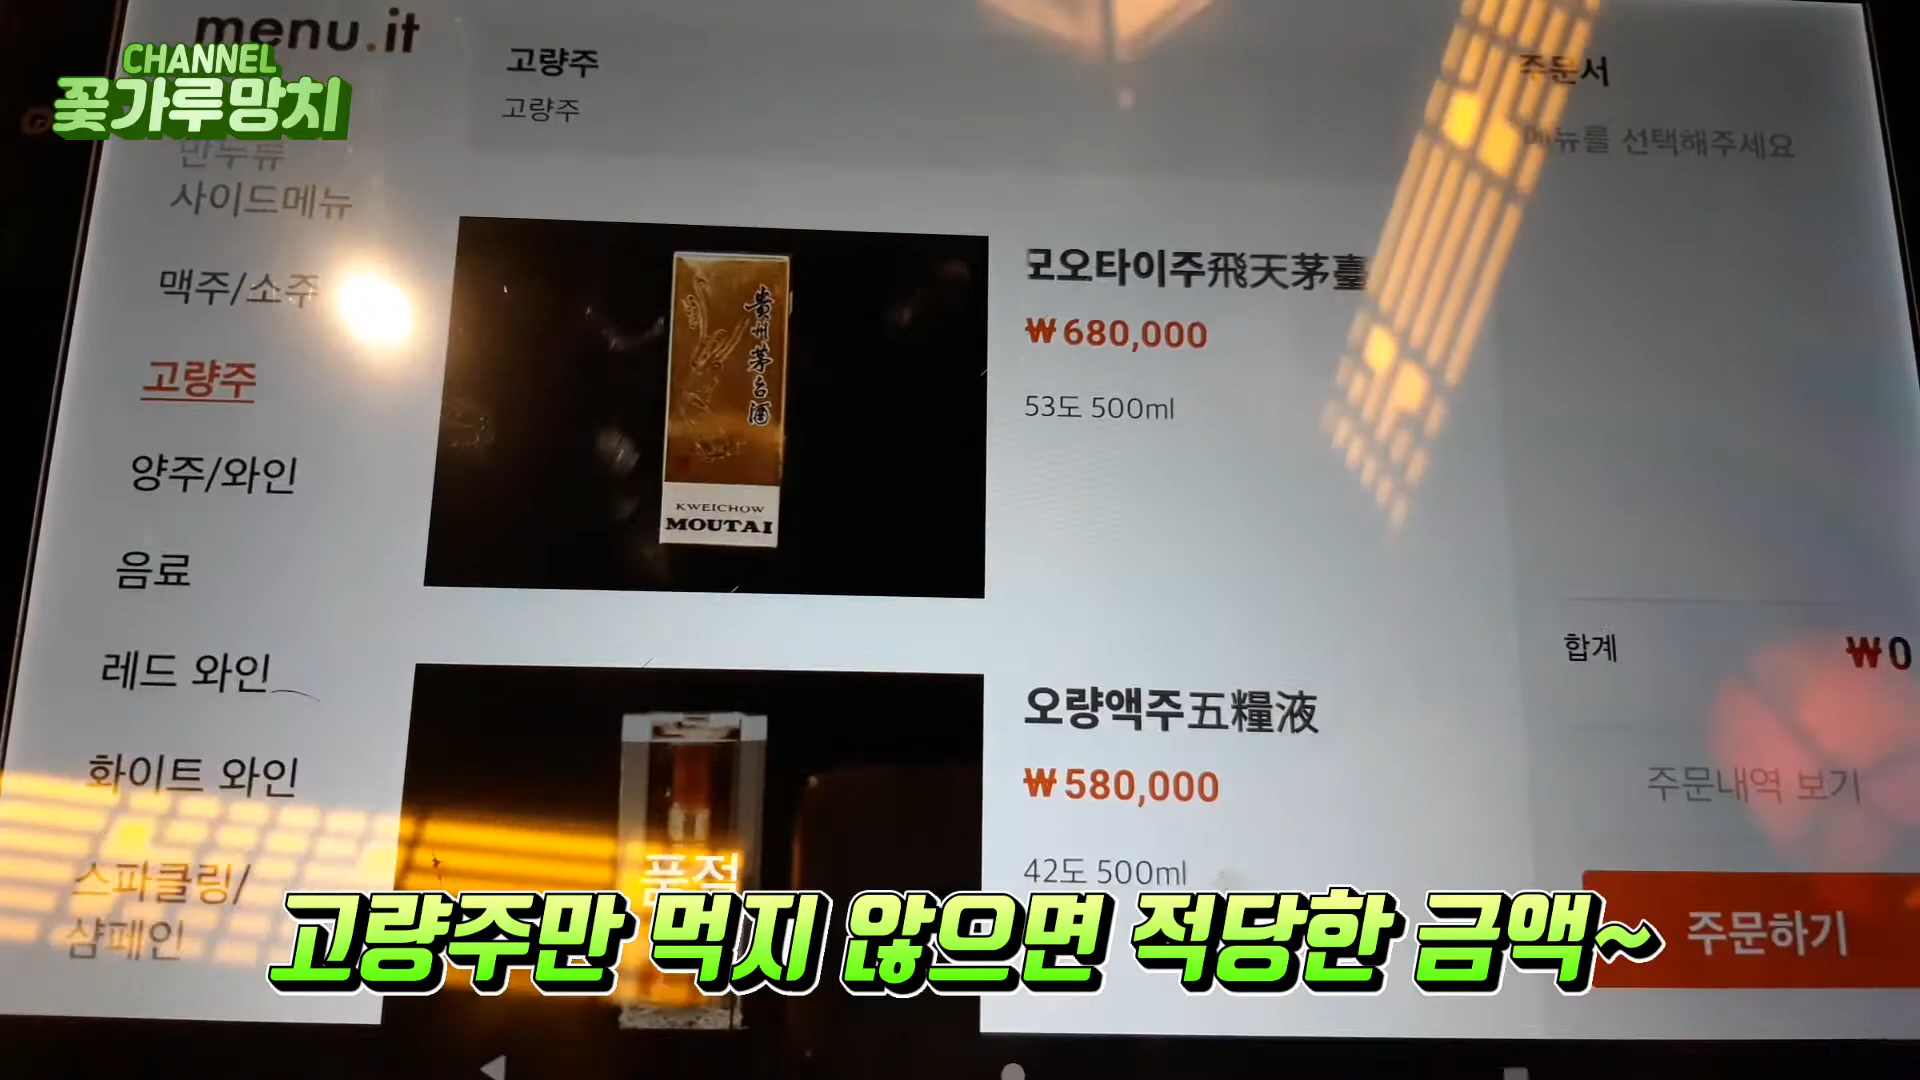 menu.it
CHANNEL
꽃가루망치
만두류
사이드메뉴
맥주/소주
고량주
양주/와인
음료
레드 와인
화이트 와인
스파클링/
샴페인
고량주
고량주
貴州茅台酒
KWEICHOW
MOUTAI
모오타이주飛天茅臺
₩680,000
53도 500ml
품절
오량액주五糧液
₩580,000
42도 500ml
주문서
메뉴를 선택해주세요
합계
₩0
주문내역 보기
주문하기
고량주만 먹지 않으면 적당한 금액~